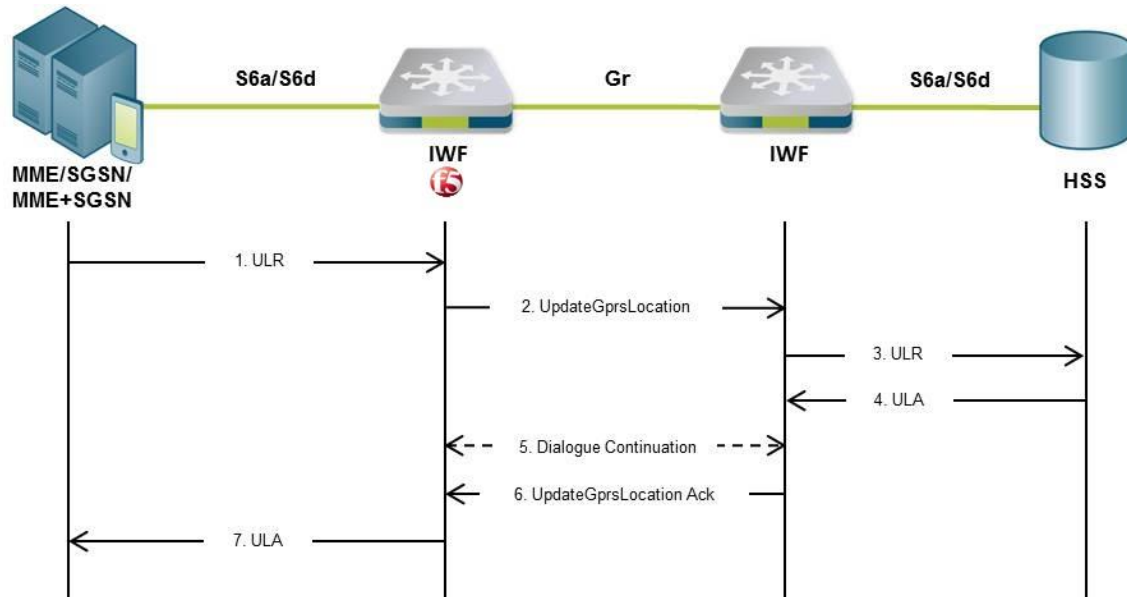 S6a/S6d
Gr
S6a/S6d
MME/SGSN/
MME+SGSN
IWF
f5
IWF
HSS
1. ULR
2. UpdateGprsLocation
3. ULR
4. ULA
5. Dialogue Continuation
6. UpdateGprsLocation Ack
7. ULA